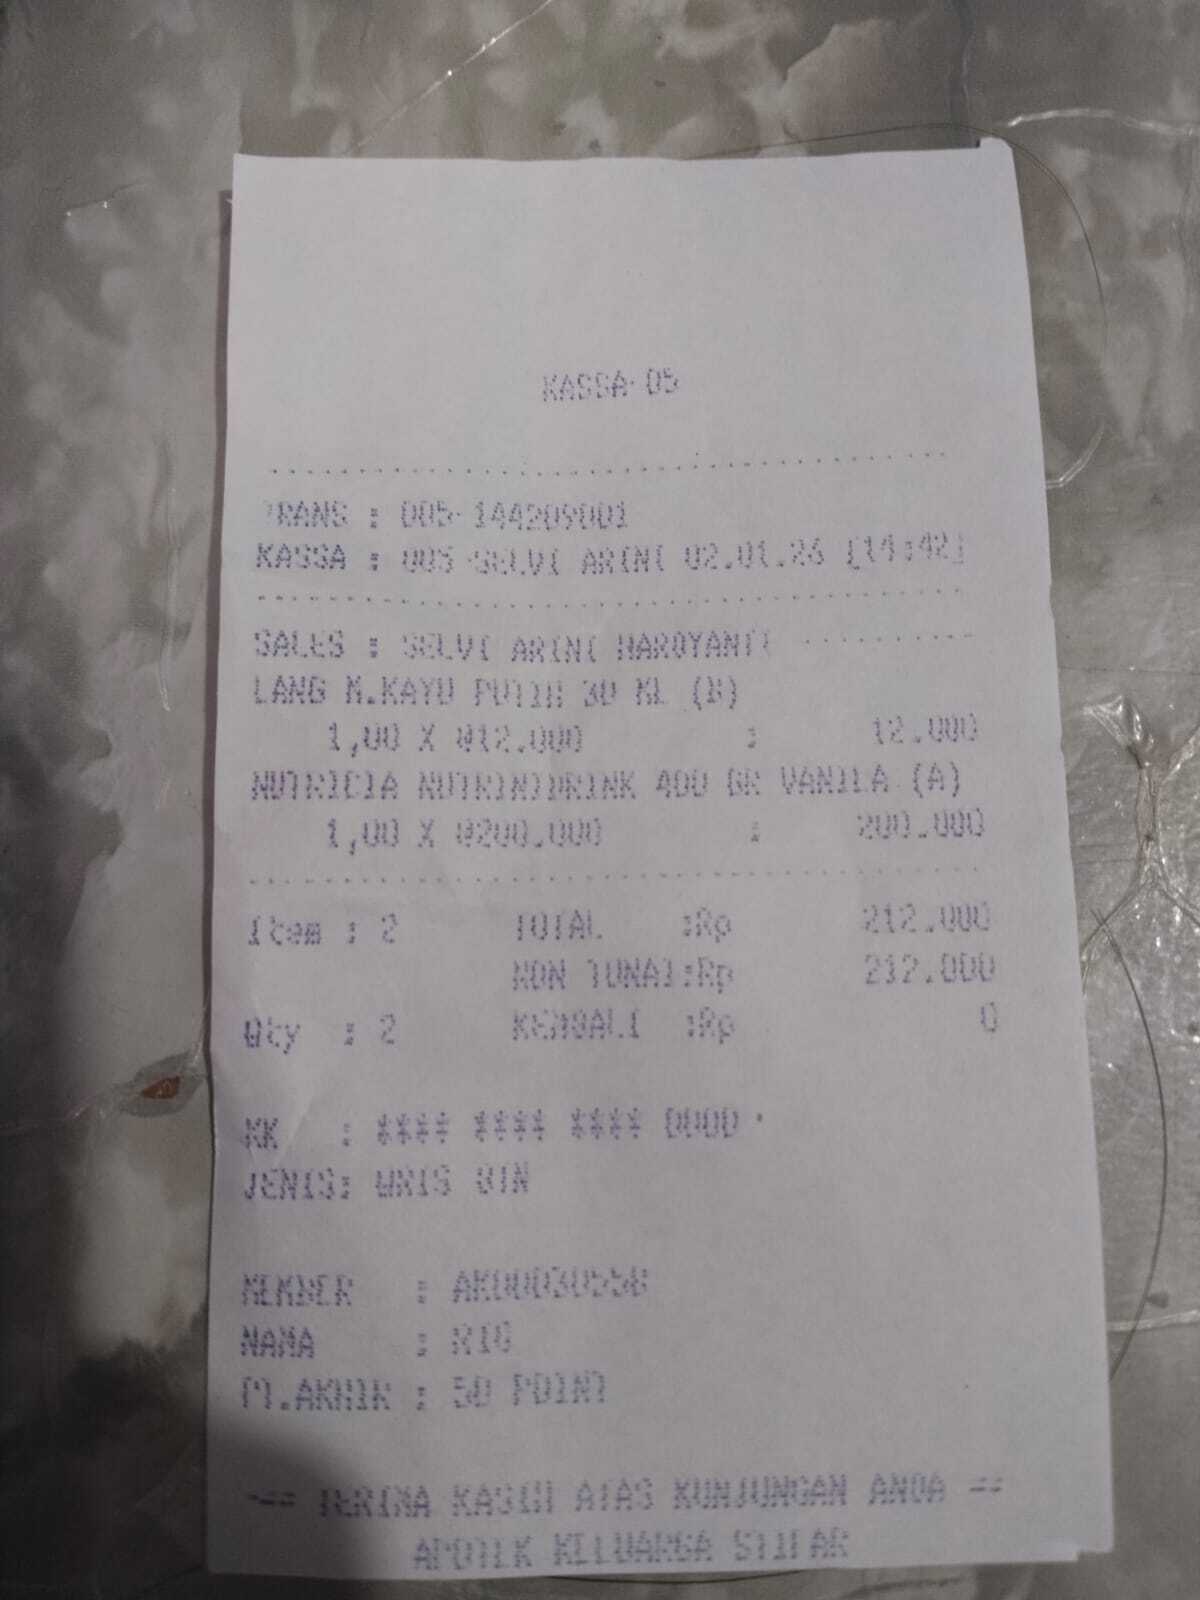 KASSA-05
TRANS : 005-144209001
KASSA : 005-SELVI ARINI 02.01.26 [14:42]
SALES : SELVI ARINI HARDYANTI
LANG M.KAYU PUTIH 30 ML (B)
1,00 X @12.000 : 12.000
NUTRICIA NUTRINIDRINK 400 GR VANILA (A)
1,00 X @200.000 : 200.000
Item : 2 TOTAL :Rp 212.000
NON TUNAI:Rp 212.000
Qty : 2 KEMBALI :Rp 0
KK : **** **** **** 0000
JENIS: QRIS
MEMBER : AK00030558
NAMA : RIO
PT.AKHIR : 50 POINT
-== TERIMA KASIH ATAS KUNJUNGAN ANDA ==
APOTEK KELUARGA